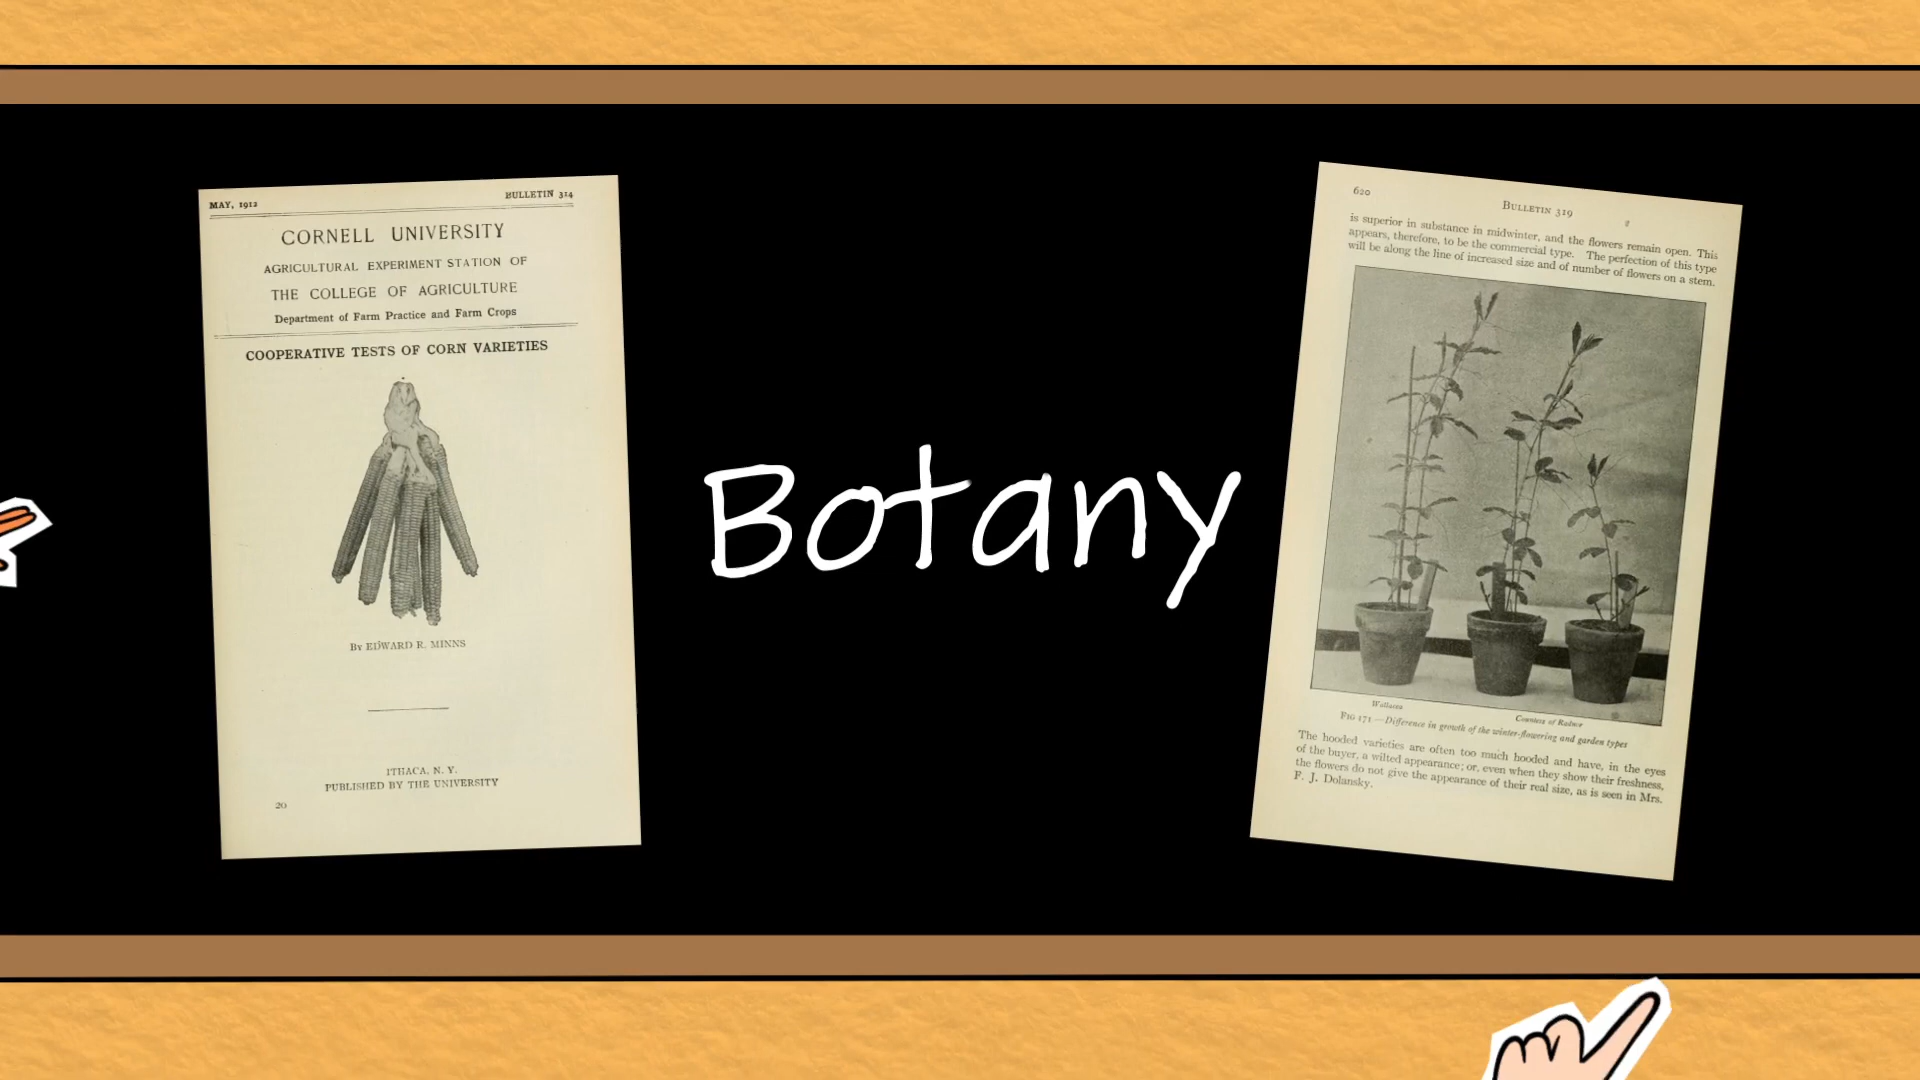 MAY, 1912
BULLETIN 314
CORNELL UNIVERSITY
AGRICULTURAL EXPERIMENT STATION OF
THE COLLEGE OF AGRICULTURE
Department of Farm Practice and Farm Crops
COOPERATIVE TESTS OF CORN VARIETIES
By EDWARD R. MINNS
ITHACA, N. Y.
PUBLISHED BY THE UNIVERSITY
20
Botany
620
BULLETIN 319
is superior in substance in midwinter, and the flowers remain open. This
appears, therefore, to be the commercial type. The perfection of this type
will be along the line of increased size and of number of flowers on a stem.
Wallacea
Countess of Radnor
FIG 171.—Difference in growth of the winter-flowering and garden types
The hooded varieties are often too much hooded and have, in the eyes
of the buyer, a wilted appearance; or, even when they show their freshness,
the flowers do not give the appearance of their real size, as is seen in Mrs.
F. J. Dolansky.